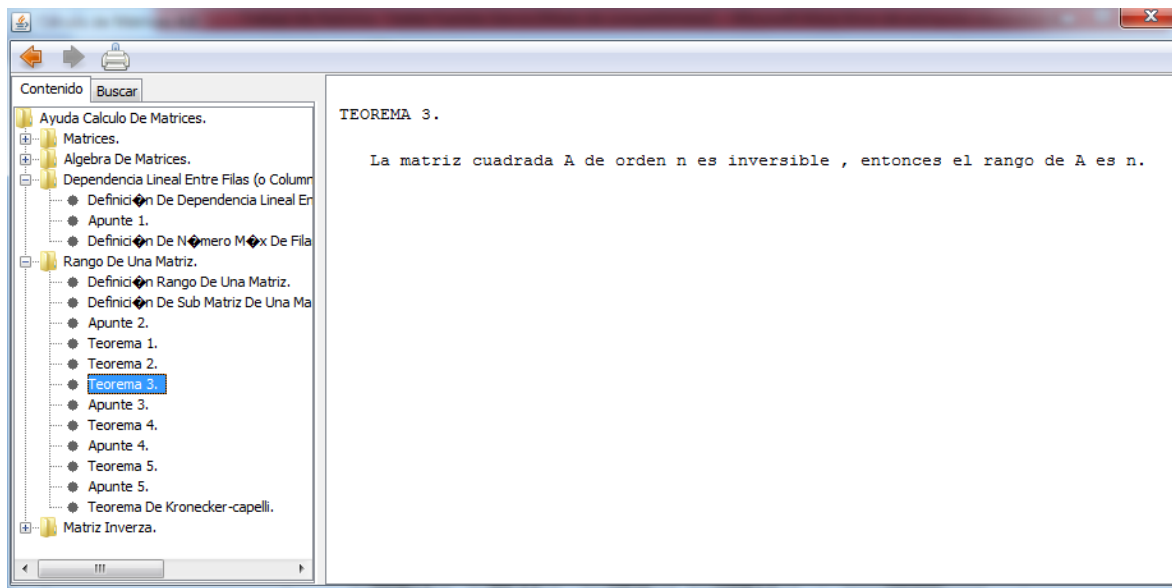 Contenido Buscar
Ayuda Calculo De Matrices.
Matrices.
Algebra De Matrices.
Dependencia Lineal Entre Filas (o Column
Definici�n De Dependencia Lineal En
Apunte 1.
Definici�n De N�mero M�x De Fila
Rango De Una Matriz.
Definici�n Rango De Una Matriz.
Definici�n De Sub Matriz De Una Ma
Apunte 2.
Teorema 1.
Teorema 2.
Teorema 3.
Apunte 3.
Teorema 4.
Apunte 4.
Teorema 5.
Apunte 5.
Teorema De Kronecker-capelli.
Matriz Inverza.
TEOREMA 3.
La matriz cuadrada A de orden n es inversible , entonces el rango de A es n.